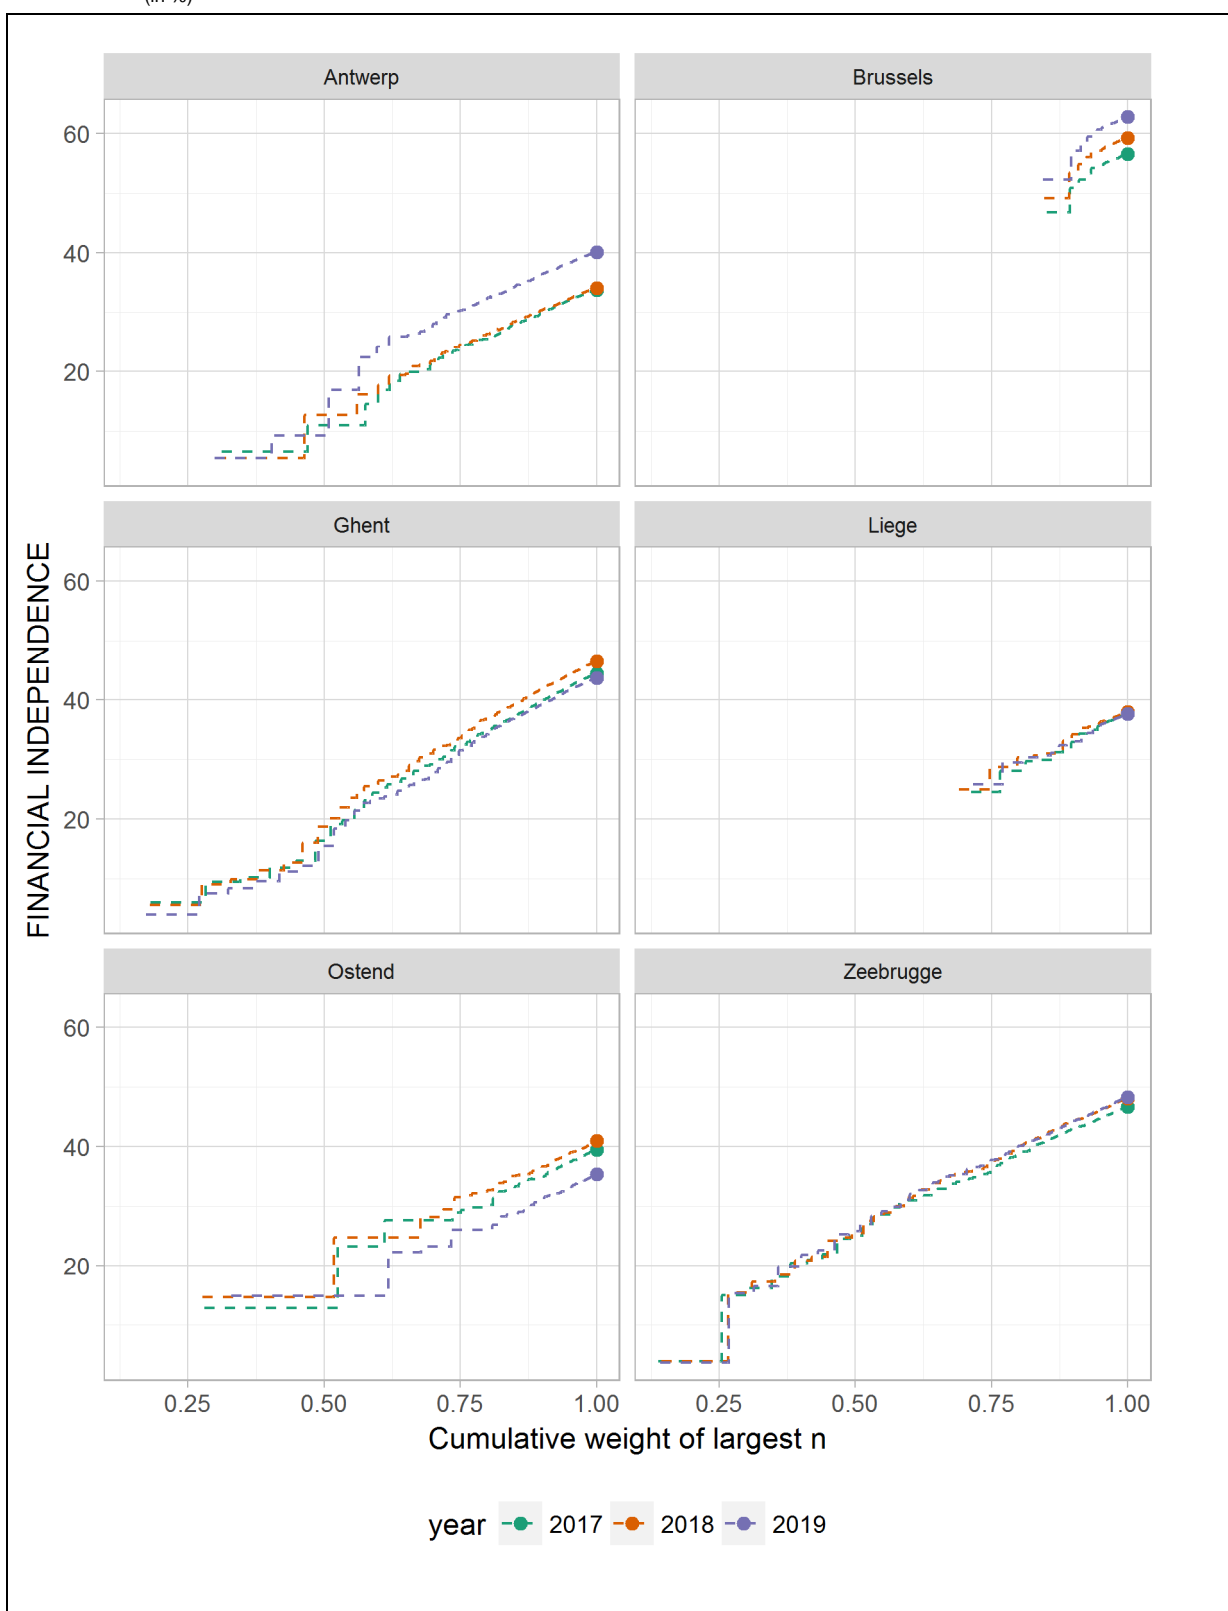 (in %)
Antwerp
Brussels
60
40
20
Ghent
Liege
60
40
20
FINANCIAL INDEPENDENCE
Ostend
Zeebrugge
60
40
20
0.25 0.50 0.75 1.00 0.25 0.50 0.75 1.00
Cumulative weight of largest n
year 2017 2018 2019